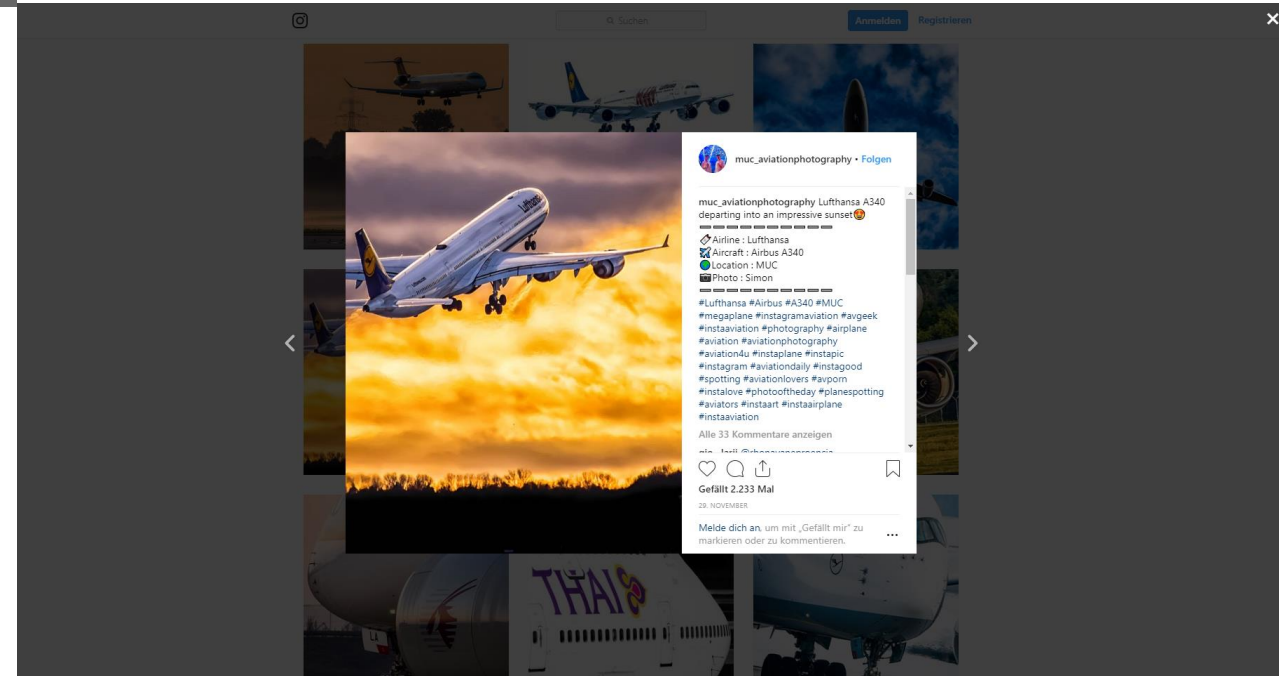 Suchen
Anmelden
Registrieren
Lufthansa
muc_aviationphotography • Folgen
muc_aviationphotography Lufthansa A340
departing into an impressive sunset
Airline : Lufthansa
Aircraft : Airbus A340
Location : MUC
Photo : Simon
#Lufthansa #Airbus #A340 #MUC
#megaplane #instagramaviation #avgeek
#instaaviation #photography #airplane
#aviation #aviationphotography
#aviation4u #instaplane #instapic
#instagram #aviationdaily #instagood
#spotting #aviationlovers #avporn
#instalove #photooftheday #planespotting
#aviators #instaart #instaairplane
#instaaviation
Alle 33 Kommentare anzeigen
Gefällt 2.233 Mal
29. NOVEMBER
Melde dich an, um mit „Gefällt mir“ zu
markieren oder zu kommentieren.
THAI